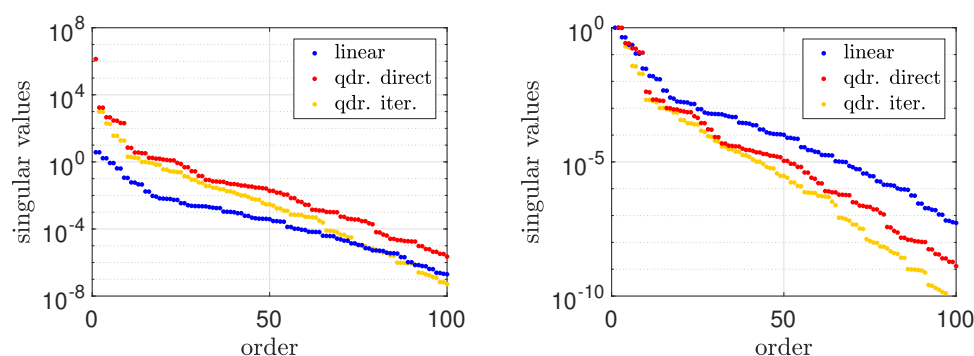 10^8
10^4
10^0
10^-4
10^-8
singular values
0
50
100
order
linear
qdr. direct
qdr. iter.
10^0
10^-5
10^-10
singular values
0
50
100
order
linear
qdr. direct
qdr. iter.